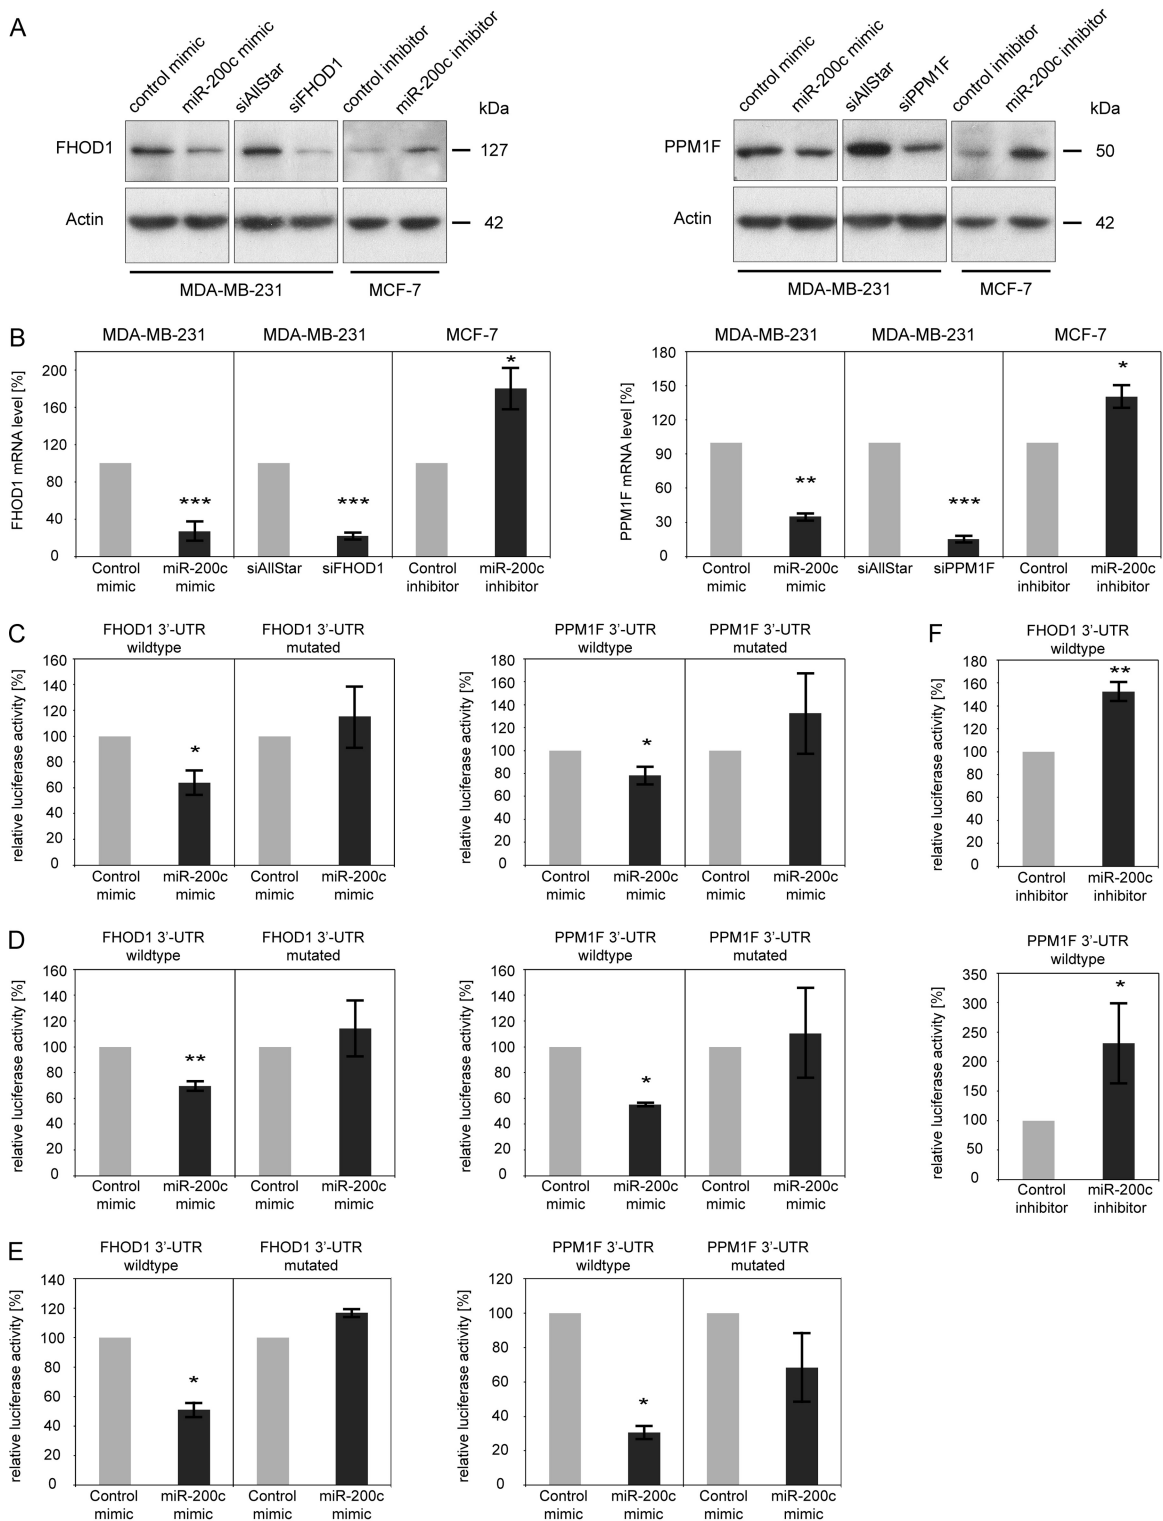 A
control mimic
miR-200c mimic
siAllStar
siFHOD1
control inhibitor
miR-200c inhibitor
kDa
FHOD1
127
Actin
42
MDA-MB-231
MCF-7
control mimic
miR-200c mimic
siAllStar
siPPM1F
control inhibitor
miR-200c inhibitor
kDa
PPM1F
50
Actin
42
MDA-MB-231
MCF-7
B
MDA-MB-231
MDA-MB-231
MCF-7
FHOD1 mRNA level [%]
200
160
120
80
40
0
***
***
*
Control
mimic
miR-200c
mimic
siAllStar
siFHOD1
Control
inhibitor
miR-200c
inhibitor
MDA-MB-231
MDA-MB-231
MCF-7
PPM1F mRNA level [%]
180
150
120
90
60
30
0
**
***
*
Control
mimic
miR-200c
mimic
siAllStar
siPPM1F
Control
inhibitor
miR-200c
inhibitor
C
FHOD1 3’-UTR
wildtype
FHOD1 3’-UTR
mutated
relative luciferase activity [%]
160
140
120
100
80
60
40
20
0
*
Control
mimic
miR-200c
mimic
Control
mimic
miR-200c
mimic
PPM1F 3’-UTR
wildtype
PPM1F 3’-UTR
mutated
relative luciferase activity [%]
180
160
140
120
100
80
60
40
20
0
*
Control
mimic
miR-200c
mimic
Control
mimic
miR-200c
mimic
F
FHOD1 3’-UTR
wildtype
relative luciferase activity [%]
180
160
140
120
100
80
60
40
20
0
**
Control
inhibitor
miR-200c
inhibitor
D
FHOD1 3’-UTR
wildtype
FHOD1 3’-UTR
mutated
relative luciferase activity [%]
160
140
120
100
80
60
40
20
0
**
Control
mimic
miR-200c
mimic
Control
mimic
miR-200c
mimic
PPM1F 3’-UTR
wildtype
PPM1F 3’-UTR
mutated
relative luciferase activity [%]
160
140
120
100
80
60
40
20
0
*
Control
mimic
miR-200c
mimic
Control
mimic
miR-200c
mimic
PPM1F 3’-UTR
wildtype
relative luciferase activity [%]
350
300
250
200
150
100
50
0
*
Control
inhibitor
miR-200c
inhibitor
E
FHOD1 3’-UTR
wildtype
FHOD1 3’-UTR
mutated
relative luciferase activity [%]
140
120
100
80
60
40
20
0
*
Control
mimic
miR-200c
mimic
Control
mimic
miR-200c
mimic
PPM1F 3’-UTR
wildtype
PPM1F 3’-UTR
mutated
relative luciferase activity [%]
120
100
80
60
40
20
0
*
Control
mimic
miR-200c
mimic
Control
mimic
miR-200c
mimic